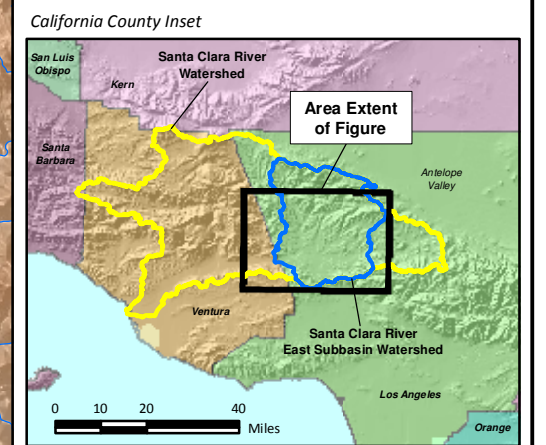 California County Inset
San Luis
Obispo
Kern
Santa Clara River
Watershed
Area Extent
of Figure
Santa
Barbara
Antelope
Valley
Ventura
Santa Clara River
East Subbasin Watershed
Los Angeles
Orange
0 10 20 40
Miles